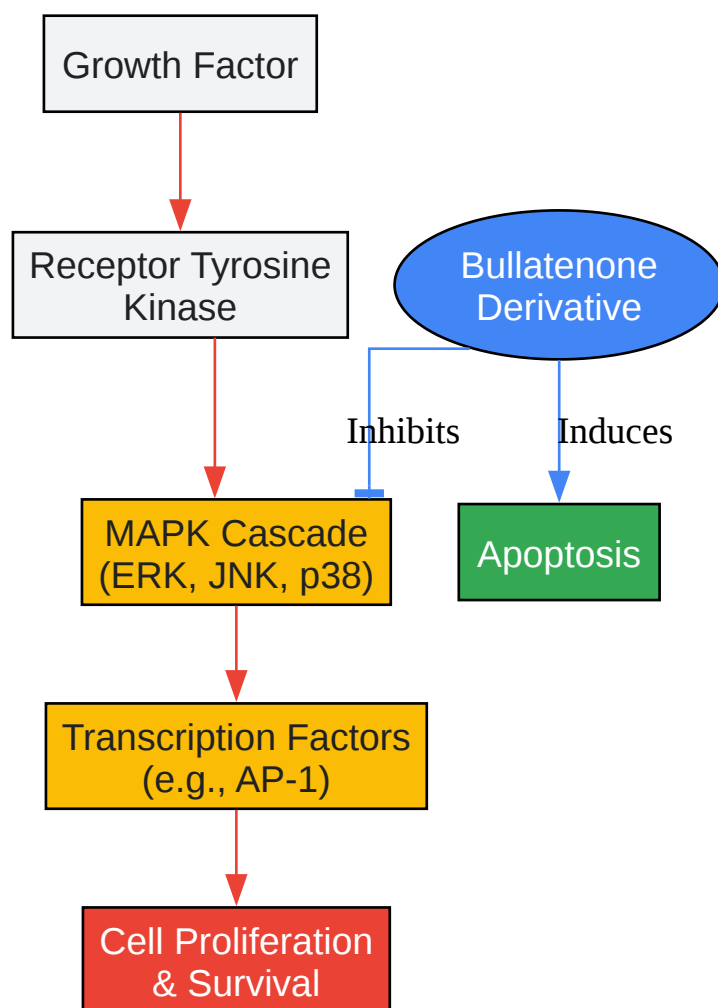 Growth Factor
Receptor Tyrosine
Kinase
Bullatenone
Derivative
Inhibits
Induces
MAPK Cascade
(ERK, JNK, p38)
Apoptosis
Transcription Factors
(e.g., AP-1)
Cell Proliferation
& Survival